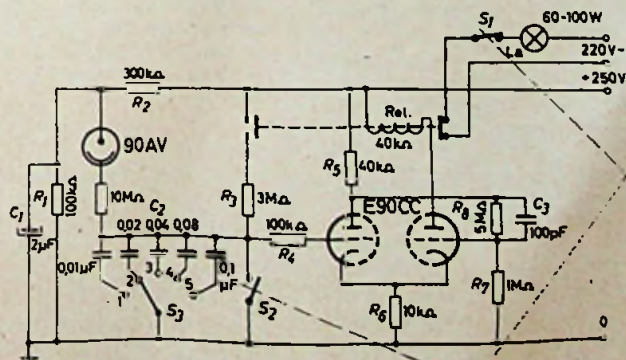 S1
60-100W
La
220V~
+250V
300kΩ
R2
Rel.
40kΩ
90AV
R5
40kΩ
R1
100kΩ
10MΩ
C2
R3
3MΩ
E90CC
R8
5MΩ
C3
100pF
C1
2µF
0,02
0,04
0,08
100kΩ
R4
0,01µF
0,1
µF
1
2
3
4
5
S3
S2
R6
10kΩ
R7
1MΩ
0